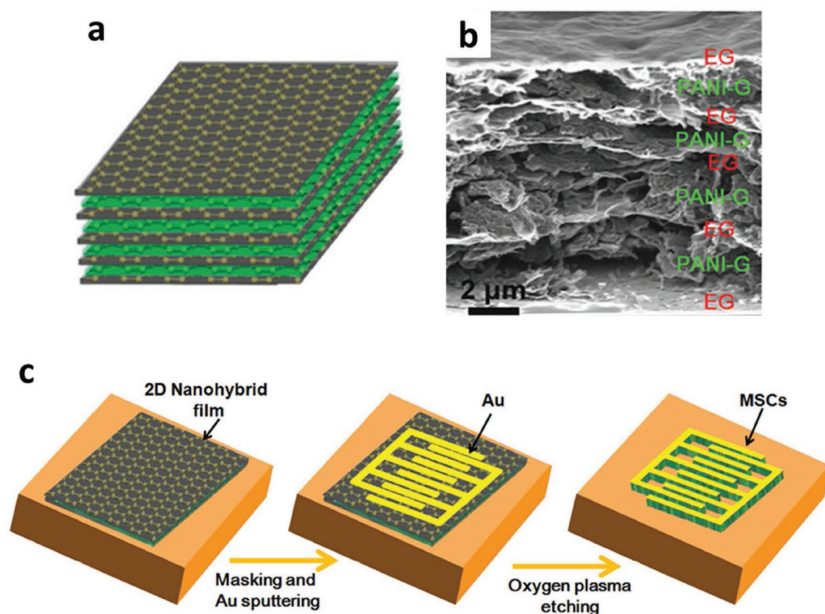 a
b
EG
PANI-G
EG
PANI-G
EG
PANI-G
EG
PANI-G
EG
2 µm
c
2D Nanohybrid
film
Au
MSCs
Masking and
Au sputtering
Oxygen plasma
etching